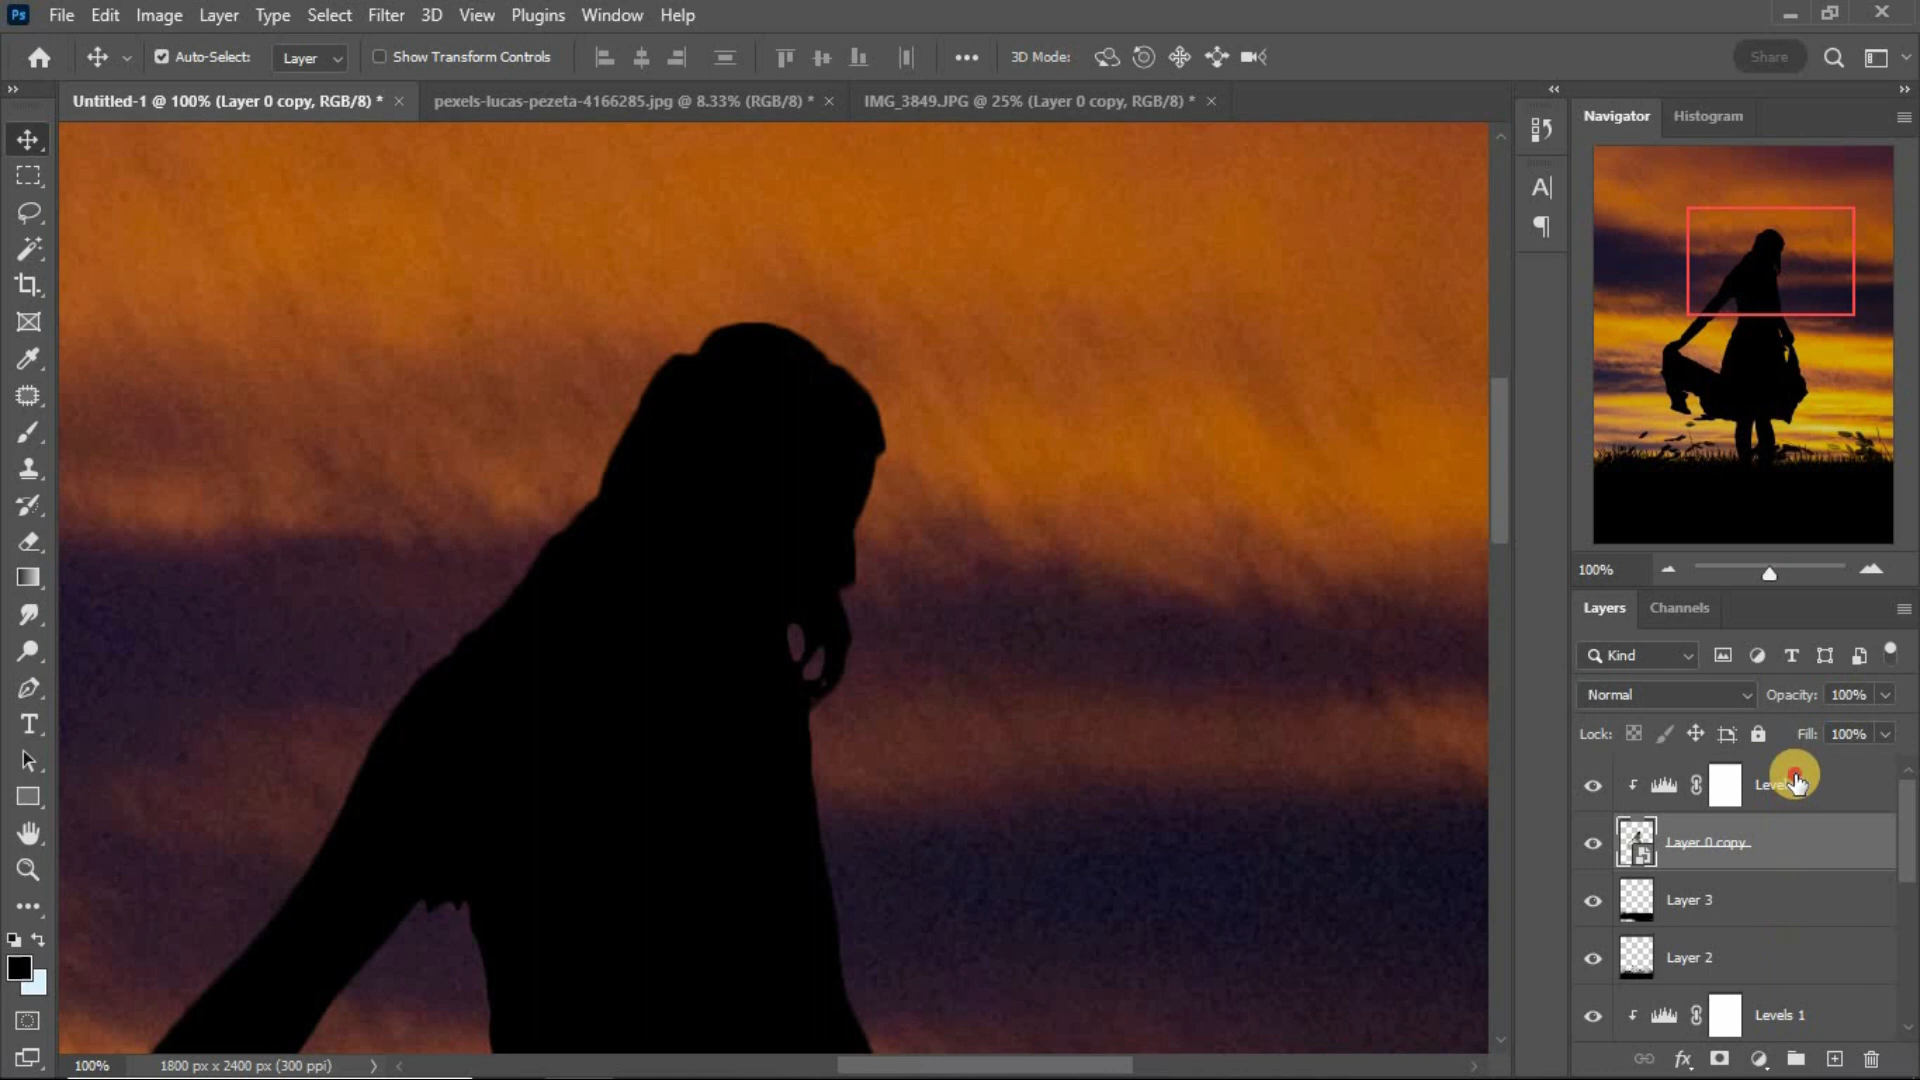 Ps File Edit Image Layer Type Select Filter 3D View Plugins Window Help
Auto-Select: Layer Show Transform Controls 3D Mode: Share
Untitled-1 @ 100% (Layer 0 copy, RGB/8) * × pexels-lucas-pezeta-4166285.jpg @ 8.33% (RGB/8) * × IMG_3849.JPG @ 25% (Layer 0 copy, RGB/8) * ×
Navigator Histogram
100%
Layers Channels
Kind
Normal Opacity: 100%
Lock: Fill: 100%
Layer 0 copy
Layer 3
Layer 2
Levels 1
100% 1800 px x 2400 px (300 ppi)